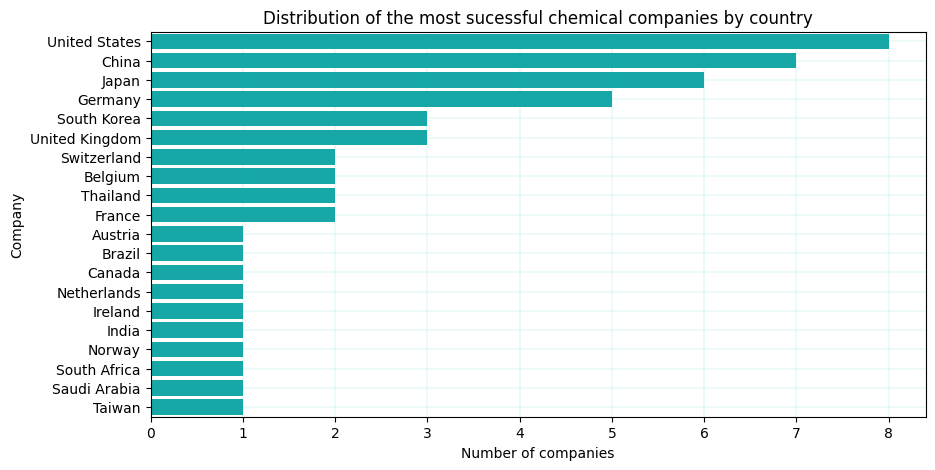 Distribution of the most sucessful chemical companies by country
United States
China
Japan
Germany
South Korea
United Kingdom
Switzerland
Belgium
Thailand
France
Austria
Brazil
Canada
Netherlands
Ireland
India
Norway
South Africa
Saudi Arabia
Taiwan
Company
0 1 2 3 4 5 6 7 8
Number of companies